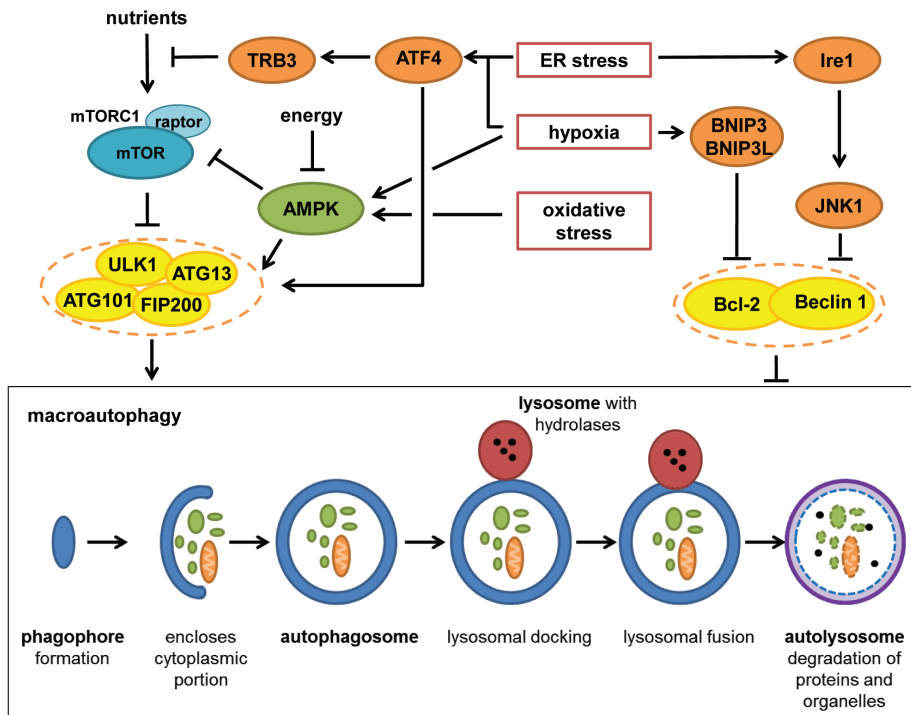 nutrients
TRB3
ATF4
ER stress
Ire1
mTORC1
raptor
mTOR
energy
hypoxia
BNIP3
BNIP3L
AMPK
oxidative
stress
JNK1
ULK1
ATG13
ATG101
FIP200
Bcl-2
Beclin 1
macroautophagy
lysosome with
hydrolases
phagophore
formation
encloses
cytoplasmic
portion
autophagosome
lysosomal docking
lysosomal fusion
autolysosome
degradation of
proteins and
organelles